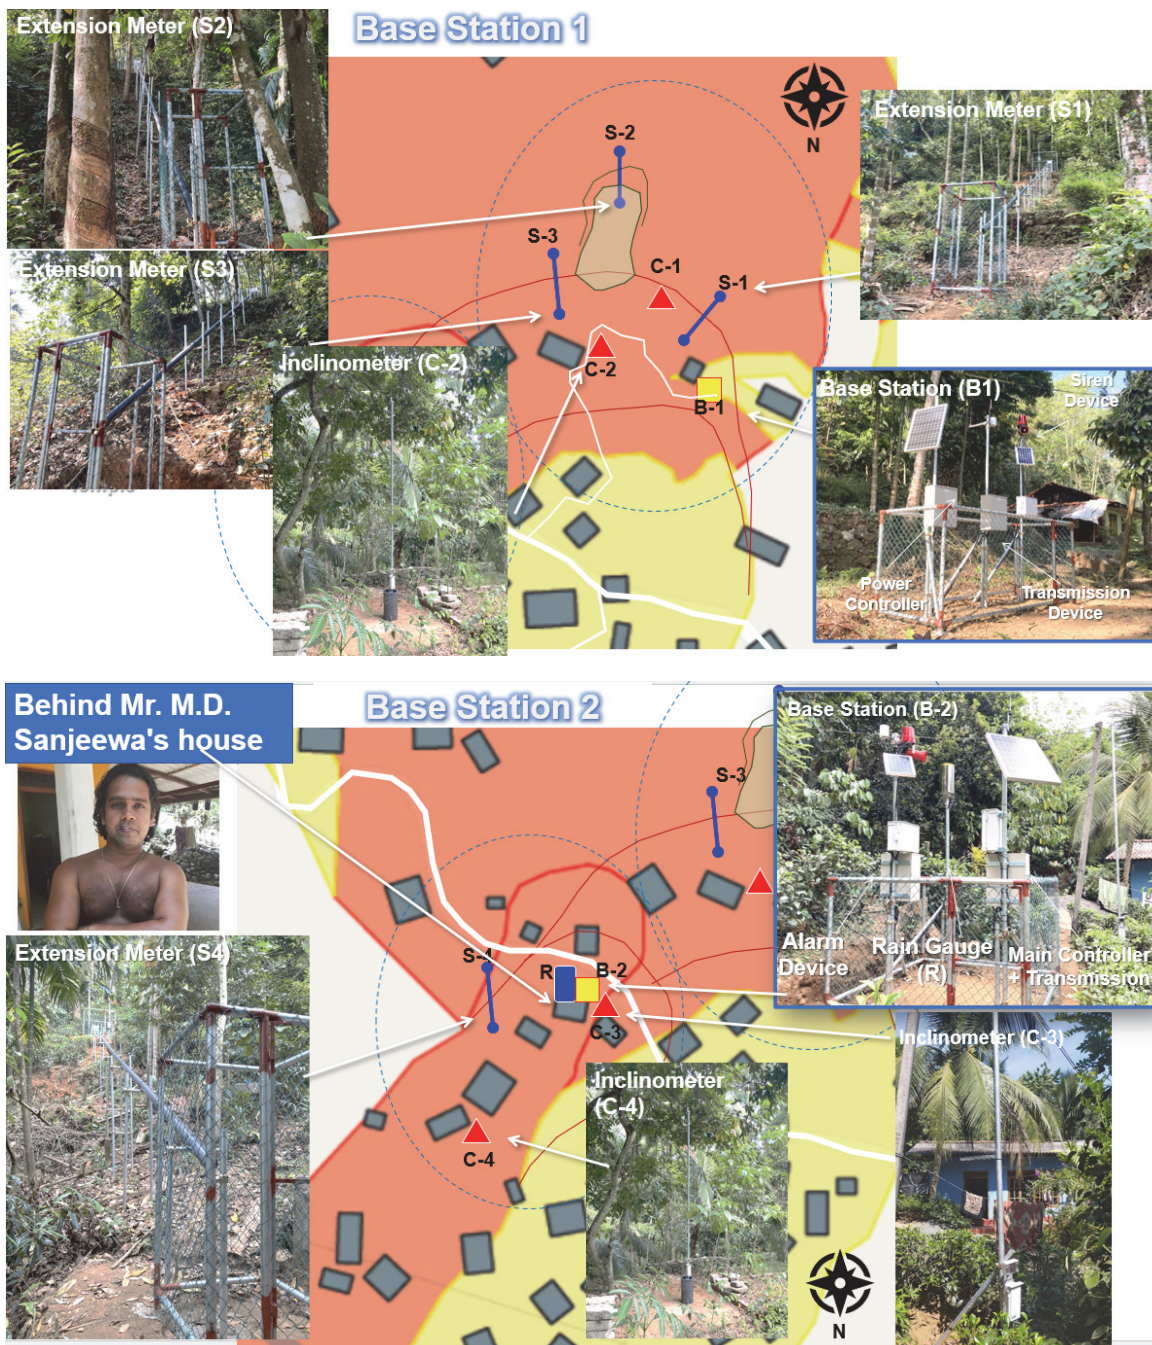 Base Station 1
Extension Meter (S2)
Extension Meter (S1)
N
S-2
S-3
C-1
S-1
Extension Meter (S3)
Inclinometer (C-2)
C-2
B-1
Base Station (B1)
Siren
Device
Power
Controller
Transmission
Device
Behind Mr. M.D.
Sanjeewa's house
Base Station 2
Base Station (B-2)
S-3
Alarm
Device
Rain Gauge
(R)
Main Controller
+ Transmission
Extension Meter (S4)
S-4
R
B-2
C-3
Inclinometer (C-3)
Inclinometer
(C-4)
C-4
N